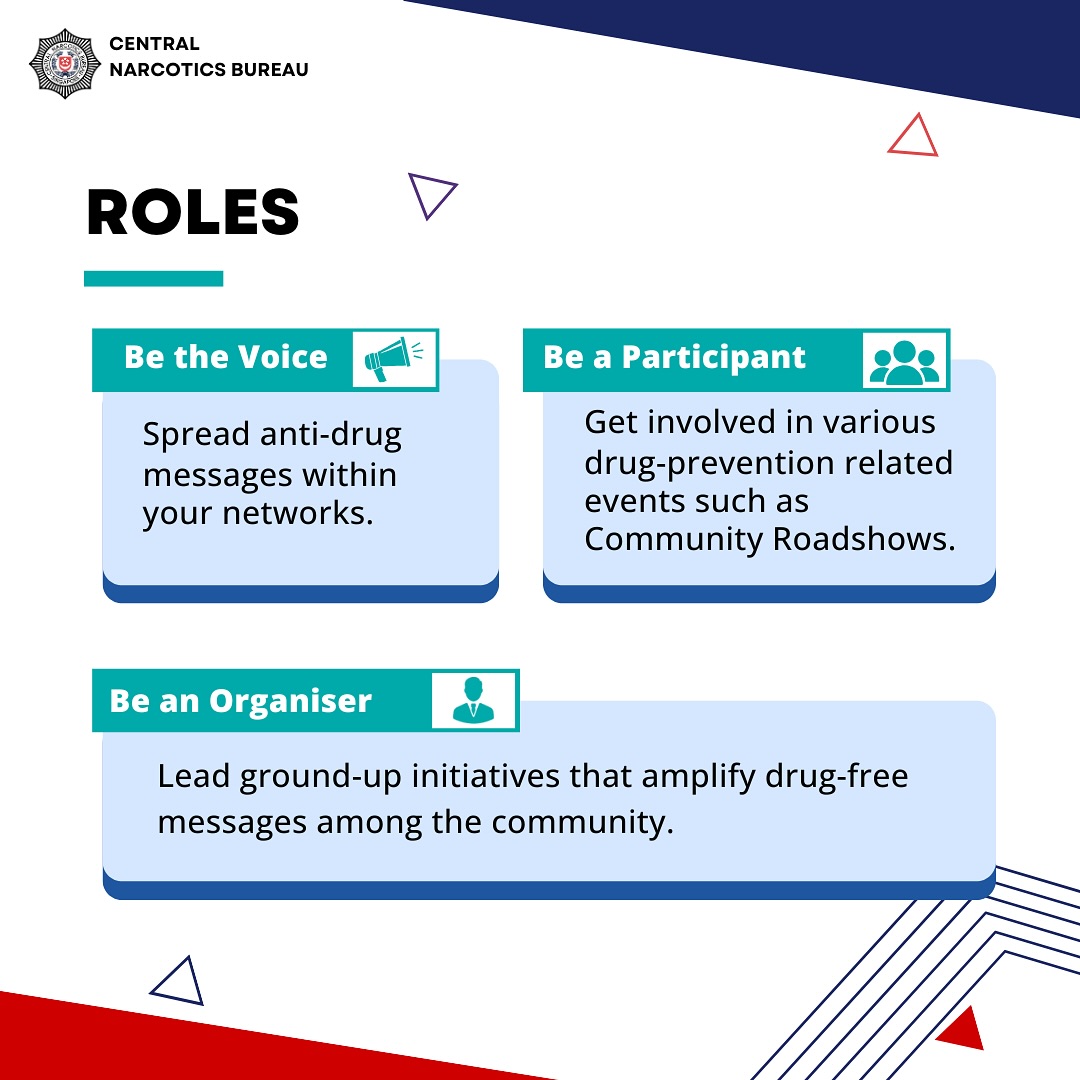 CENTRAL
NARCOTICS BUREAU
ROLES
Be the Voice
Spread anti-drug
messages within
your networks.
Be a Participant
Get involved in various
drug-prevention related
events such as
Community Roadshows.
Be an Organiser
Lead ground-up initiatives that amplify drug-free
messages among the community.